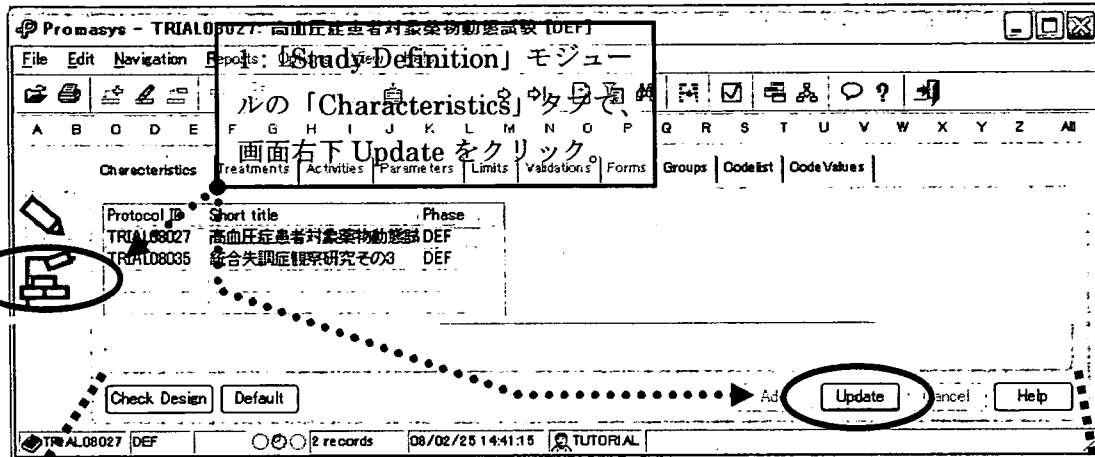 Promasys - TRIAL08027: 高血圧症患者対象薬物動態試験 [DEF]
File Edit Navigation Reports
1:「Study Definition」モジュー
ルの「Characteristics」タブで、
画面右下 Update をクリック。
A B C D E F G H I J K L M N O P Q R S T U V W X Y Z All
Characteristics Treatments Activities Parameters Limits Validations Forms Groups Codelist CodeValues
Protocol ID Short title Phase
TRIAL08027 高血圧症患者対象薬物動態試 DEF
TRIAL08035 統合失調症観察研究その3 DEF
Check Design Default Update Cancel Help
TRIAL08027 DEF 2 records 08/02/25 14:41:15 TUTORIAL